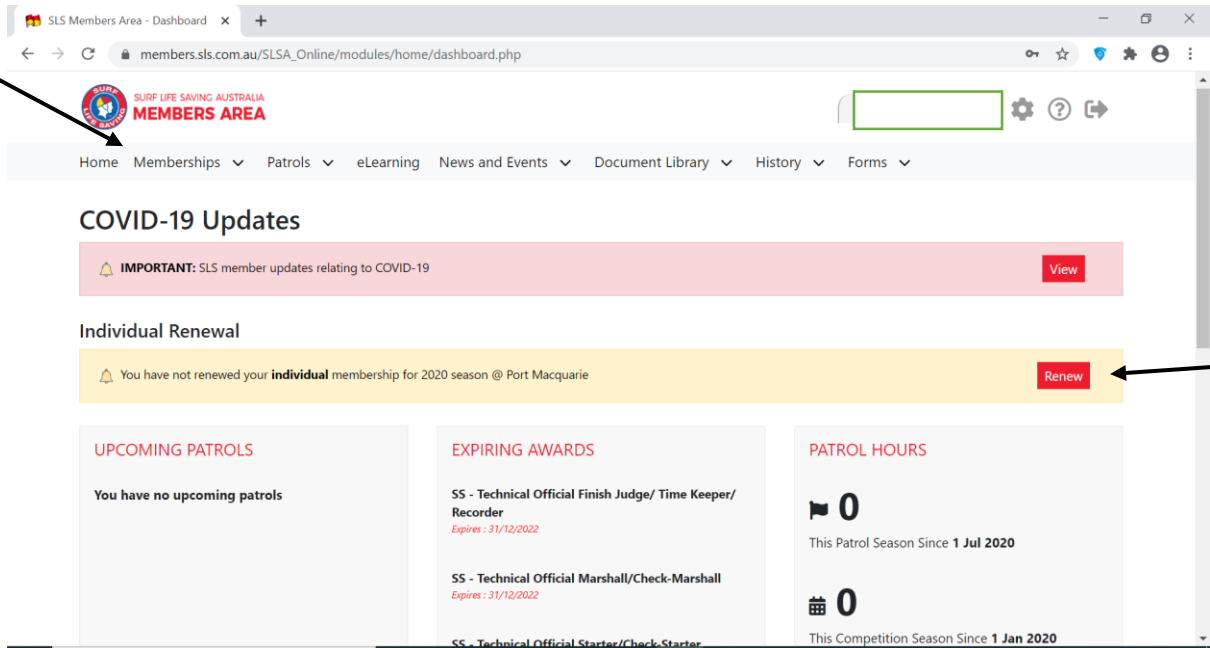 SLS Members Area - Dashboard
members.sls.com.au/SLSA_Online/modules/home/dashboard.php
SURF LIFE SAVING
SURF LIFE SAVING AUSTRALIA
MEMBERS AREA
Home Memberships Patrols eLearning News and Events Document Library History Forms
COVID-19 Updates
IMPORTANT: SLS member updates relating to COVID-19
View
Individual Renewal
You have not renewed your individual membership for 2020 season @ Port Macquarie
Renew
UPCOMING PATROLS
You have no upcoming patrols
EXPIRING AWARDS
SS - Technical Official Finish Judge/ Time Keeper/
Recorder
Expires : 31/12/2022
SS - Technical Official Marshall/Check-Marshall
Expires : 31/12/2022
SS - Technical Official Starter/Check-Starter
PATROL HOURS
0
This Patrol Season Since 1 Jul 2020
0
This Competition Season Since 1 Jan 2020